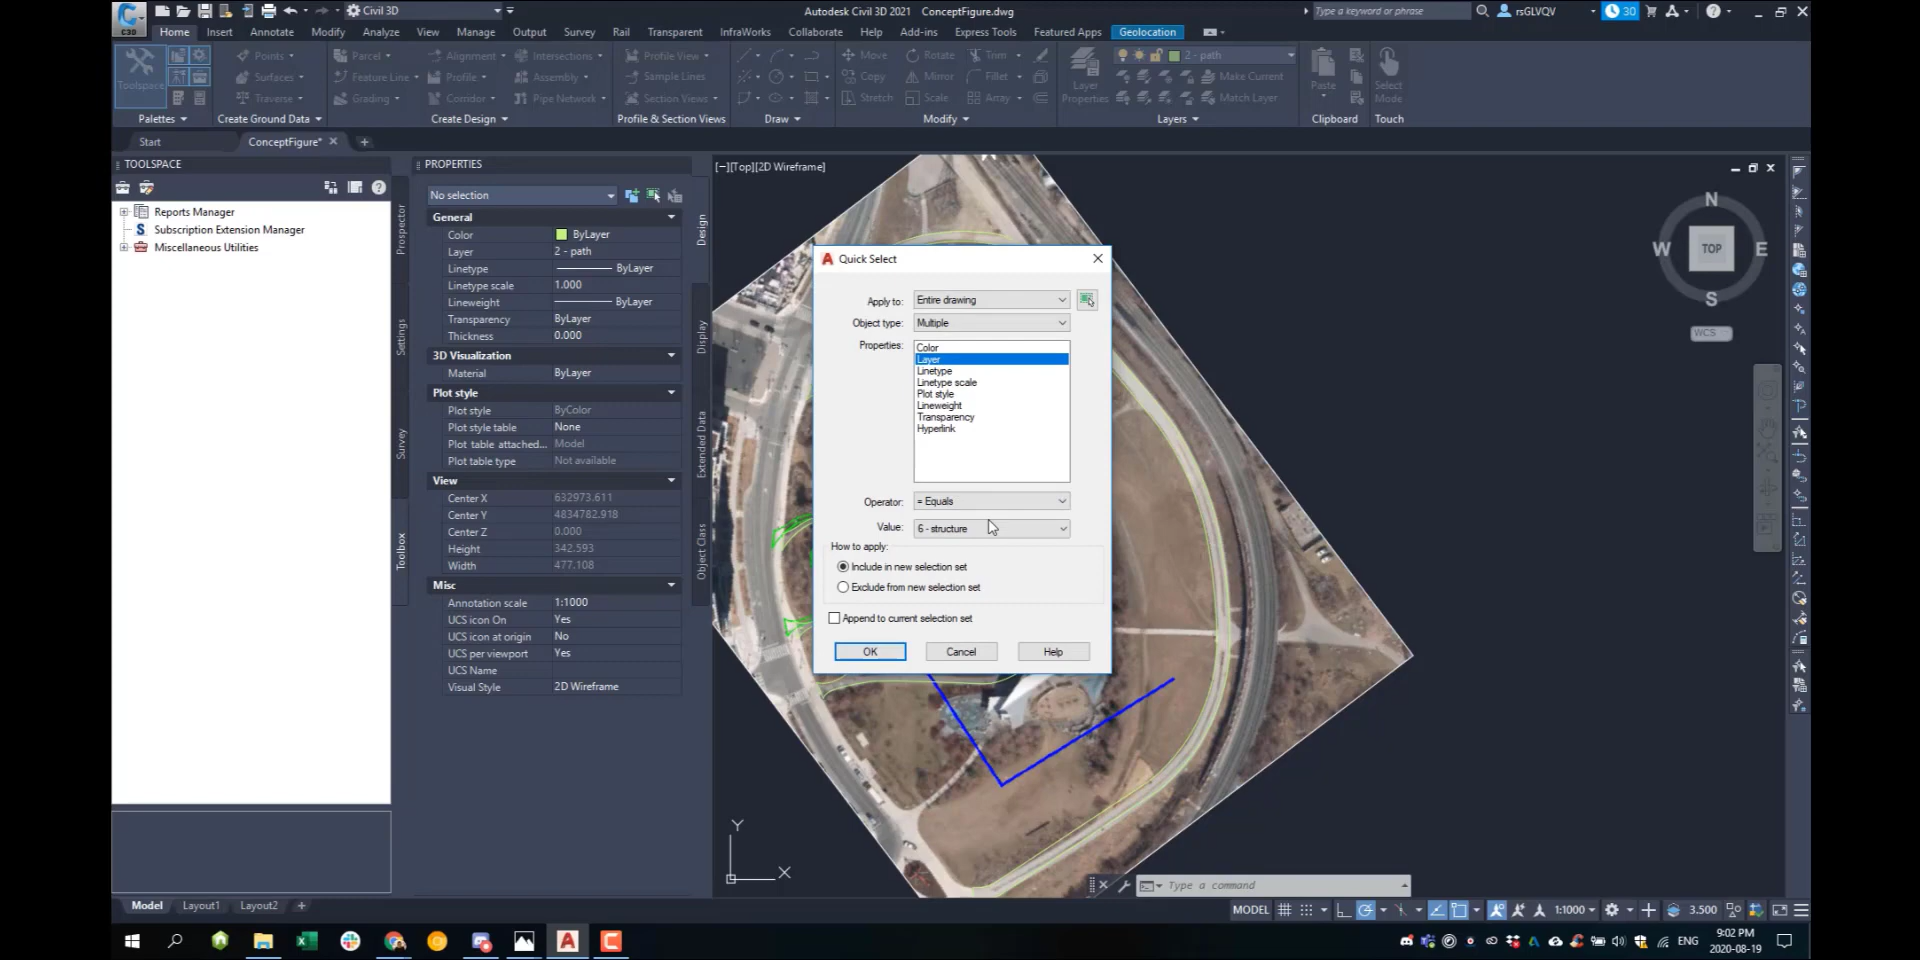 C3D
Civil 3D
Autodesk Civil 3D 2021 ConceptFigure.dwg
Type a keyword or phrase
rsGLVQV
30
Home Insert Annotate Modify Analyze View Manage Output Survey Rail Transparent InfraWorks Collaborate Help Add-ins Express Tools Featured Apps Geolocation
Toolspace
Points
Surfaces
Traverse
Parcel
Feature Line
Grading
Alignment
Profile
Corridor
Intersections
Assembly
Pipe Network
Profile View
Sample Lines
Section Views
Move
Copy
Stretch
Rotate
Mirror
Scale
Trim
Fillet
Array
Layer
Properties
2 - path
Make Current
Match Layer
Paste
Select
Mode
Palettes
Create Ground Data
Create Design
Profile & Section Views
Draw
Modify
Layers
Clipboard
Touch
Start
ConceptFigure*
TOOLSPACE
Reports Manager
Subscription Extension Manager
Miscellaneous Utilities
Prospector
Settings
Survey
Toolbox
PROPERTIES
No selection
General
Color ByLayer
Layer 2 - path
Linetype ByLayer
Linetype scale 1.000
Lineweight ByLayer
Transparency ByLayer
Thickness 0.000
3D Visualization
Material ByLayer
Plot style
Plot style ByColor
Plot style table None
Plot table attached... Model
Plot table type Not available
View
Center X 632973.611
Center Y 4834782.918
Center Z 0.000
Height 342.593
Width 477.108
Misc
Annotation scale 1:1000
UCS icon On Yes
UCS icon at origin No
UCS per viewport Yes
UCS Name
Visual Style 2D Wireframe
Design
Display
Extended Data
Object Class
[−][Top][2D Wireframe]
N
W TOP E
S
WCS
Quick Select
Apply to: Entire drawing
Object type: Multiple
Properties: Color
Layer
Linetype
Linetype scale
Plot style
Lineweight
Transparency
Hyperlink
Operator: = Equals
Value: 6 - structure
How to apply:
Include in new selection set
Exclude from new selection set
Append to current selection set
OK Cancel Help
Y
X
Type a command
Model Layout1 Layout2
MODEL
1:1000
3.500
ENG
9:02 PM
2020-08-19